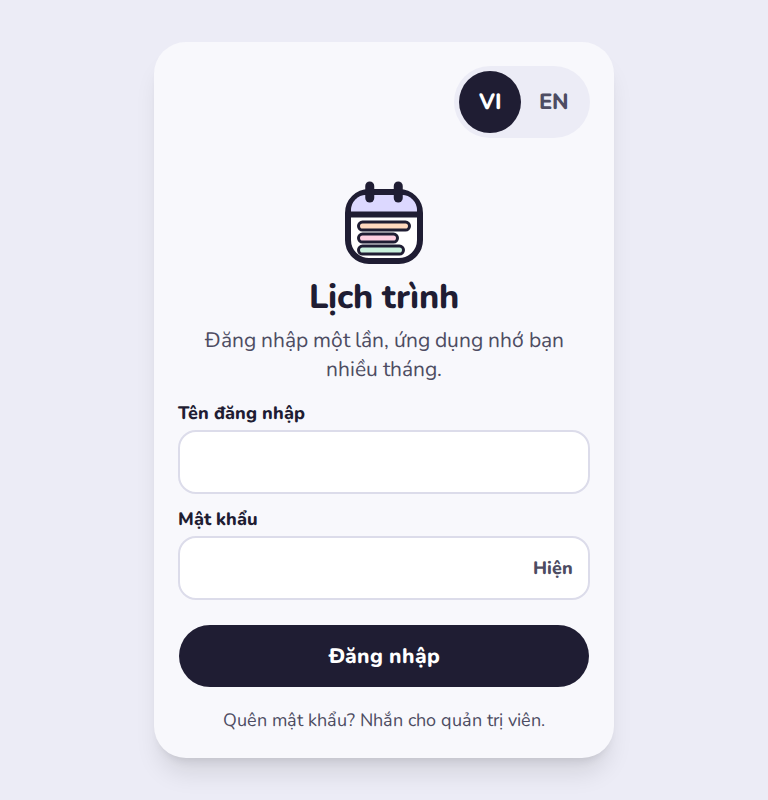 VI EN
Lịch trình
Đăng nhập một lần, ứng dụng nhớ bạn
nhiều tháng.
Tên đăng nhập
Mật khẩu
Hiện
Đăng nhập
Quên mật khẩu? Nhắn cho quản trị viên.